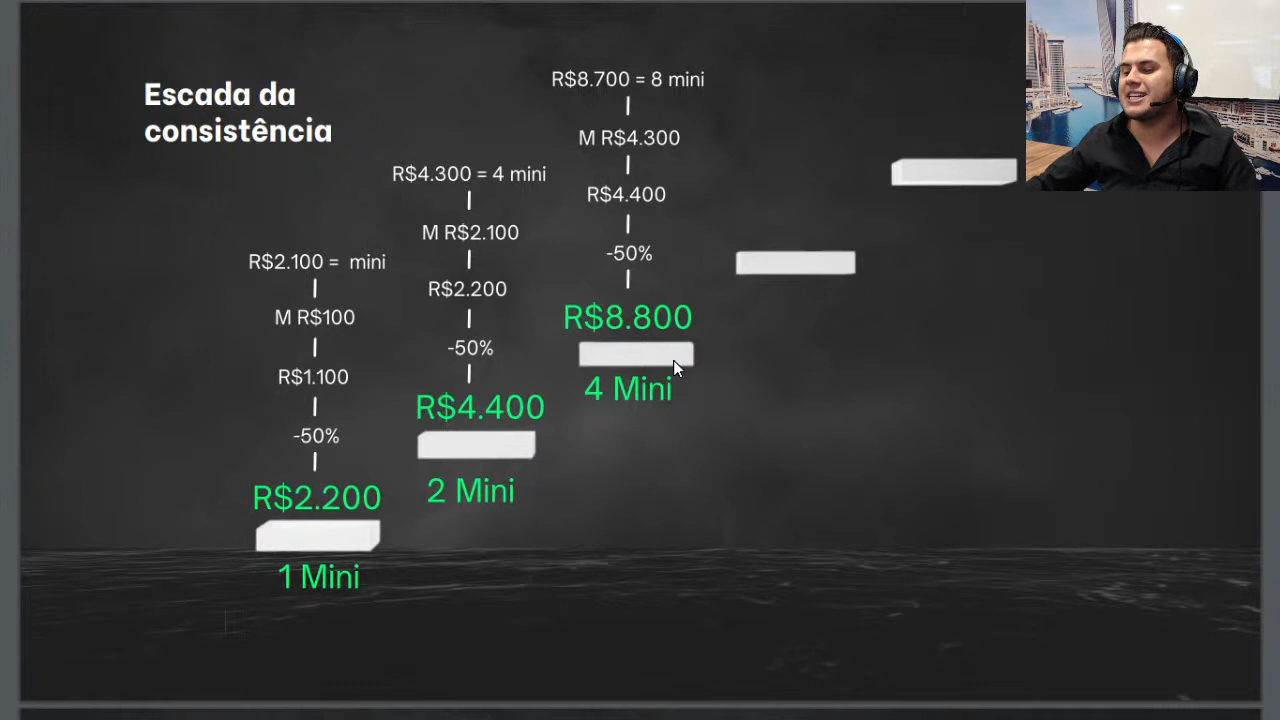 Escada da
consistência
R$2.100 =  mini
M R$100
R$1.100
-50%
R$2.200
1 Mini
R$4.300 = 4 mini
M R$2.100
R$2.200
-50%
R$4.400
2 Mini
R$8.700 = 8 mini
M R$4.300
R$4.400
-50%
R$8.800
4 Mini